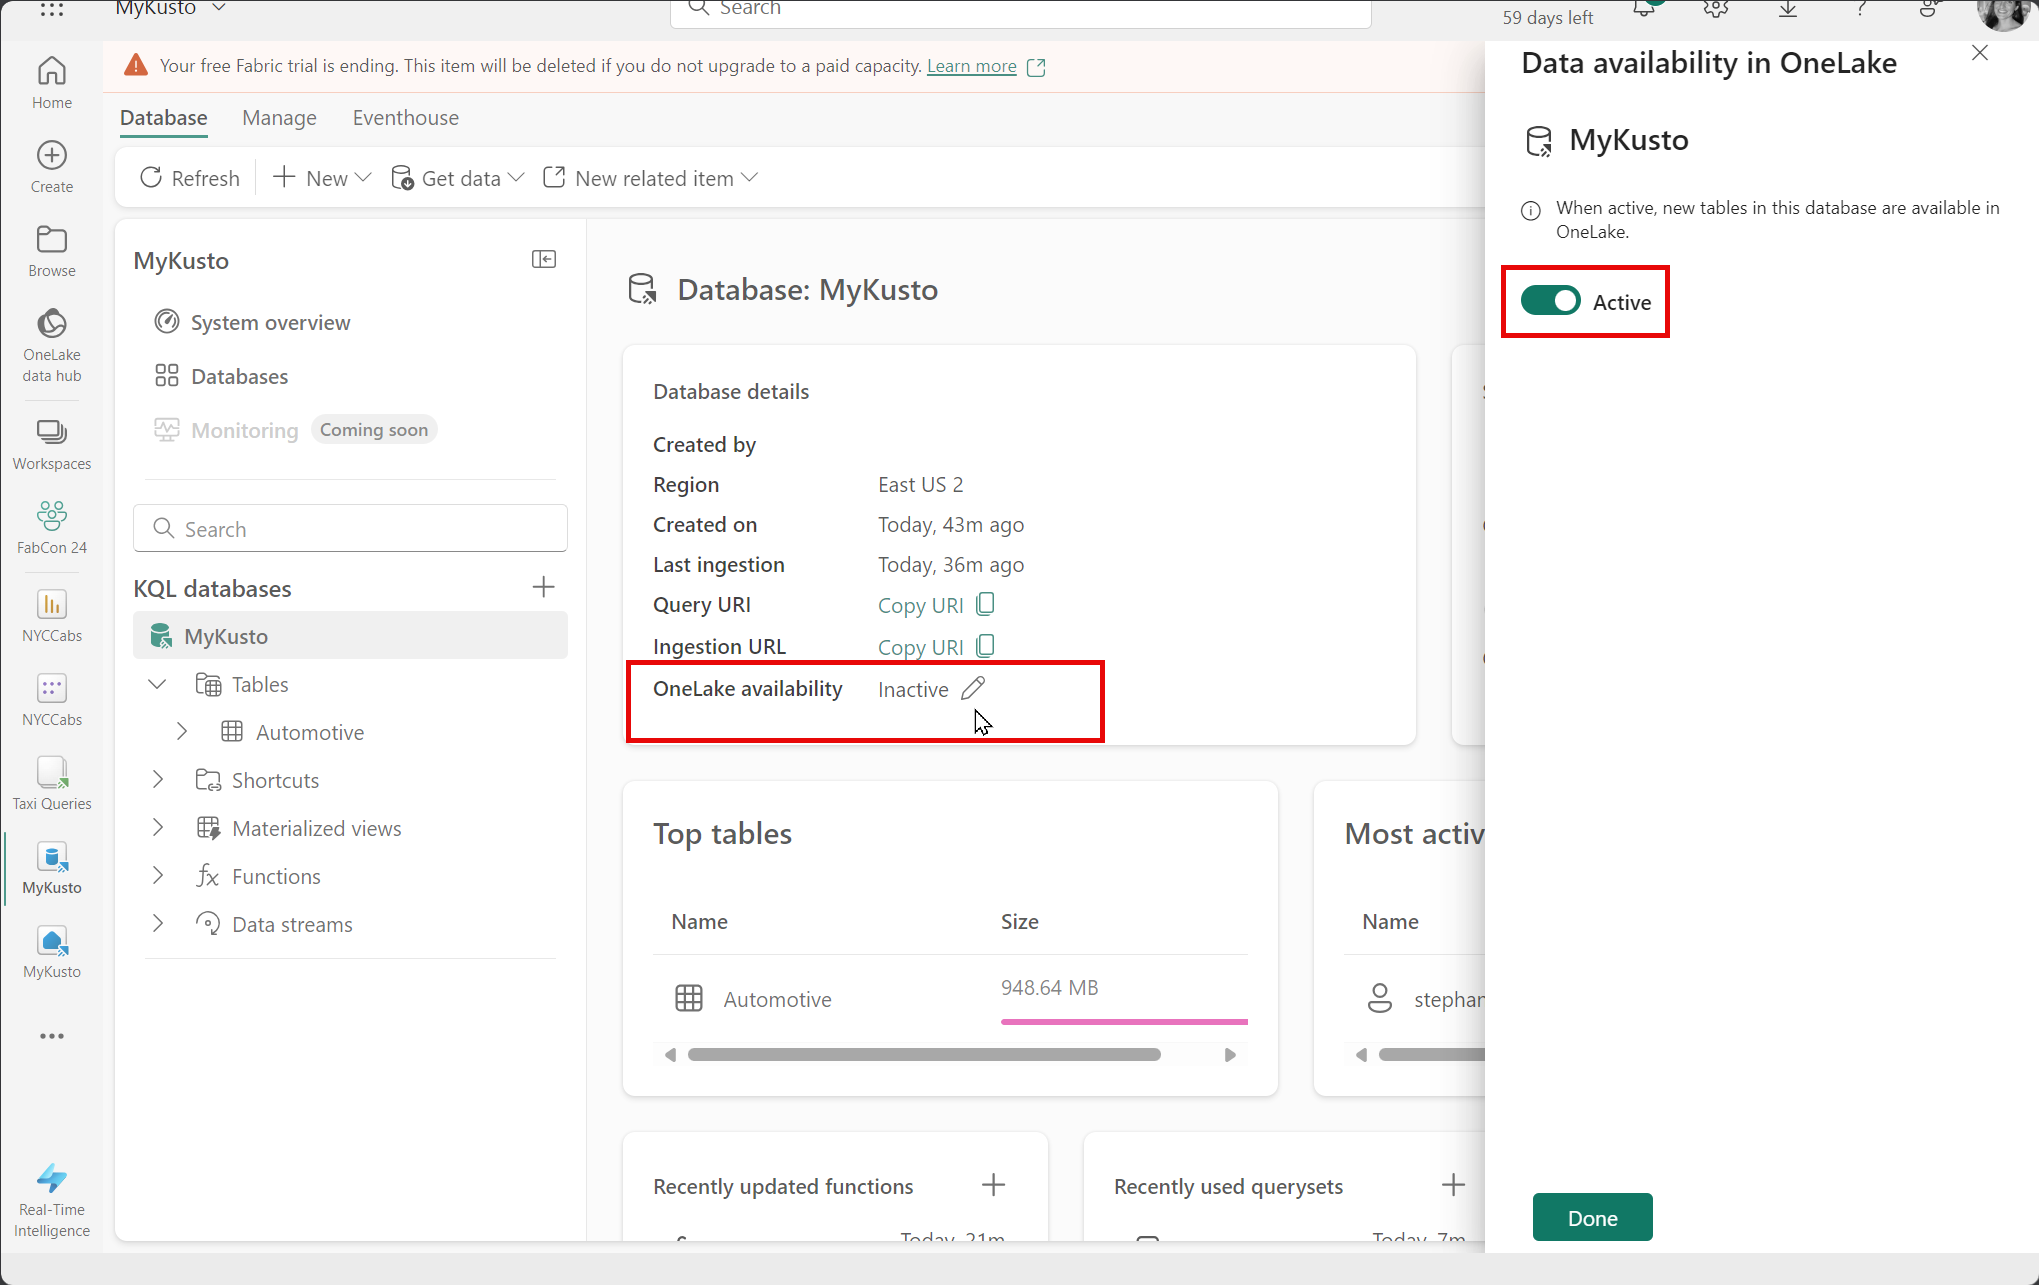 MyKusto
Search
59 days left
Your free Fabric trial is ending. This item will be deleted if you do not upgrade to a paid capacity. Learn more
Home
Create
Browse
OneLake
data hub
Workspaces
FabCon 24
NYCCabs
NYCCabs
Taxi Queries
MyKusto
MyKusto
Real-Time
Intelligence
Database Manage Eventhouse
Refresh New Get data New related item
MyKusto
System overview
Databases
Monitoring Coming soon
Search
KQL databases
MyKusto
Tables
Automotive
Shortcuts
Materialized views
Functions
Data streams
Database: MyKusto
Database details
Created by
Region East US 2
Created on Today, 43m ago
Last ingestion Today, 36m ago
Query URI Copy URI
Ingestion URL Copy URI
OneLake availability Inactive
Top tables
Name Size
Automotive 948.64 MB
Most activ
Name
stephan
Recently updated functions
Today, 21m
Recently used querysets
Today, 7m
Data availability in OneLake
MyKusto
When active, new tables in this database are available in
OneLake.
Active
Done